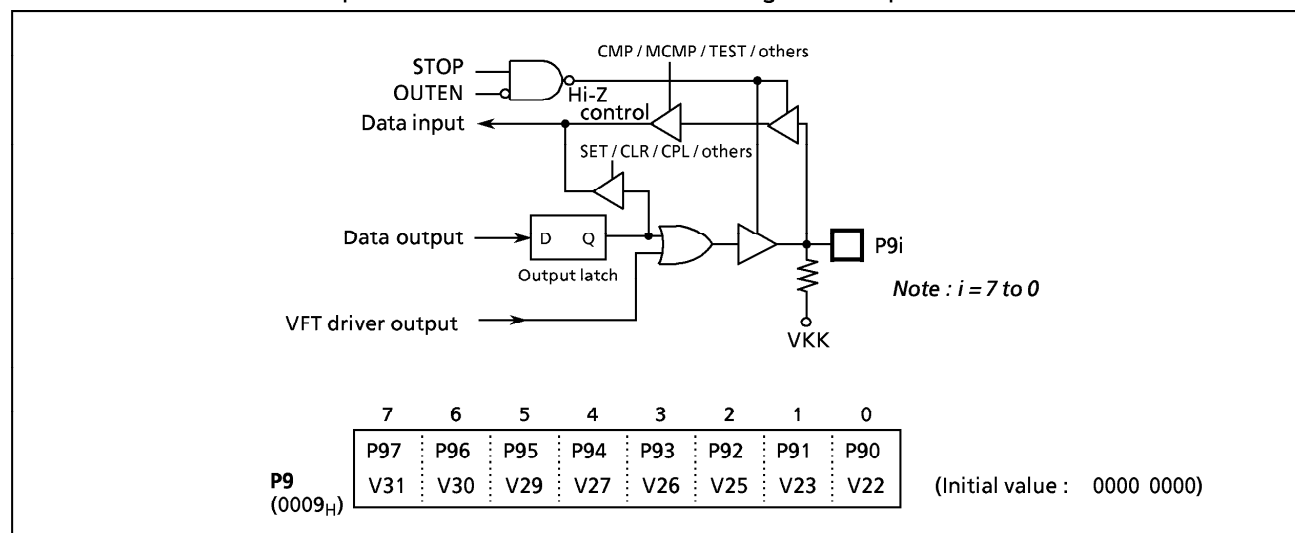 CMP / MCMP / TEST / others
STOP
OUTEN
Hi-Z
control
Data input
SET / CLR / CPL / others
Data output
D Q
P9i
Output latch
Note : i = 7 to 0
VFT driver output
VKK
7 6 5 4 3 2 1 0
P97 P96 P95 P94 P93 P92 P91 P90
P9
V31 V30 V29 V27 V26 V25 V23 V22 (Initial value : 0000 0000)
(0009H)